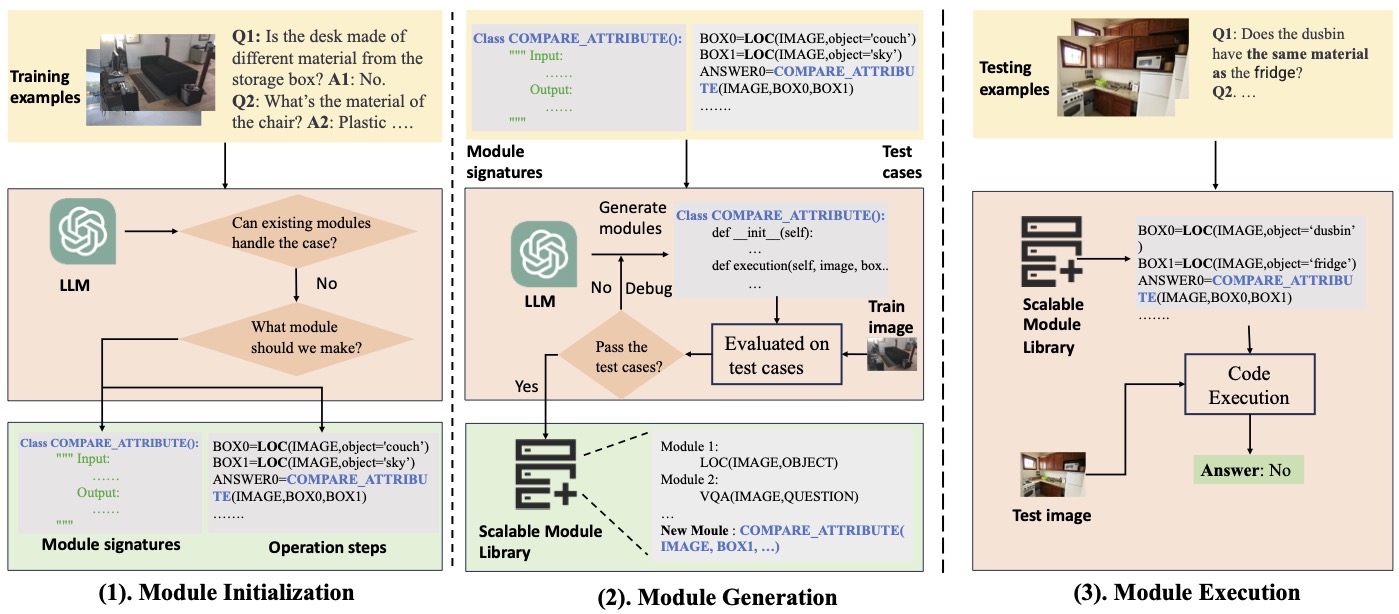 Training
examples
Q1: Is the desk made of
different material from the
storage box? A1: No.
Q2: What's the material of
the chair? A2: Plastic ….
LLM
Can existing modules
handle the case?
No
What module
should we make?
Class COMPARE_ATTRIBUTE():
""" Input:
……
Output:
……
"""
Module signatures
BOX0=LOC(IMAGE,object='couch')
BOX1=LOC(IMAGE,object='sky')
ANSWER0=COMPARE_ATTRIBU
TE(IMAGE,BOX0,BOX1)
…….
Operation steps
(1). Module Initialization
Class COMPARE_ATTRIBUTE():
""" Input:
……
Output:
……
"""
BOX0=LOC(IMAGE,object='couch')
BOX1=LOC(IMAGE,object='sky')
ANSWER0=COMPARE_ATTRIBU
TE(IMAGE,BOX0,BOX1)
…….
Module
signatures
Test
cases
LLM
Generate
modules
No
Debug
Class COMPARE_ATTRIBUTE():
def __init__(self):
…
def execution(self, image, box..
…
Train
image
Evaluated on
test cases
Pass the
test cases?
Yes
Scalable Module
Library
Module 1:
LOC(IMAGE,OBJECT)
Module 2:
VQA(IMAGE,QUESTION)
…
New Moule : COMPARE_ATTRIBUTE(
IMAGE, BOX1, …)
(2). Module Generation
Testing
examples
Q1: Does the dusbin
have the same material
as the fridge?
Q2. …
Scalable
Module
Library
BOX0=LOC(IMAGE,object='dusbin'
)
BOX1=LOC(IMAGE,object='fridge')
ANSWER0=COMPARE_ATTRIBU
TE(IMAGE,BOX0,BOX1)
…….
Code
Execution
Answer: No
Test image
(3). Module Execution